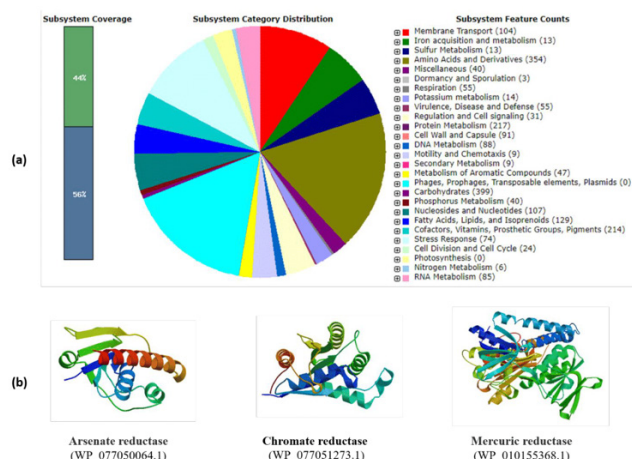 Subsystem Coverage
Subsystem Category Distribution
Subsystem Feature Counts
44%
56%
Membrane Transport (104)
Iron acquisition and metabolism (13)
Sulfur Metabolism (13)
Amino Acids and Derivatives (354)
Miscellaneous (40)
Dormancy and Sporulation (3)
Respiration (55)
Potassium metabolism (14)
Virulence, Disease and Defense (55)
Regulation and Cell signaling (31)
Protein Metabolism (217)
Cell Wall and Capsule (91)
DNA Metabolism (88)
Motility and Chemotaxis (9)
Secondary Metabolism (9)
Metabolism of Aromatic Compounds (47)
Phages, Prophages, Transposable elements, Plasmids (0)
Carbohydrates (399)
Phosphorus Metabolism (40)
Nucleosides and Nucleotides (107)
Fatty Acids, Lipids, and Isoprenoids (129)
Cofactors, Vitamins, Prosthetic Groups, Pigments (214)
Stress Response (74)
Cell Division and Cell Cycle (24)
Photosynthesis (0)
Nitrogen Metabolism (6)
RNA Metabolism (85)
(a)
(b)
Arsenate reductase
(WP_077050064.1)
Chromate reductase
(WP_077051273.1)
Mercuric reductase
(WP_010155368.1)